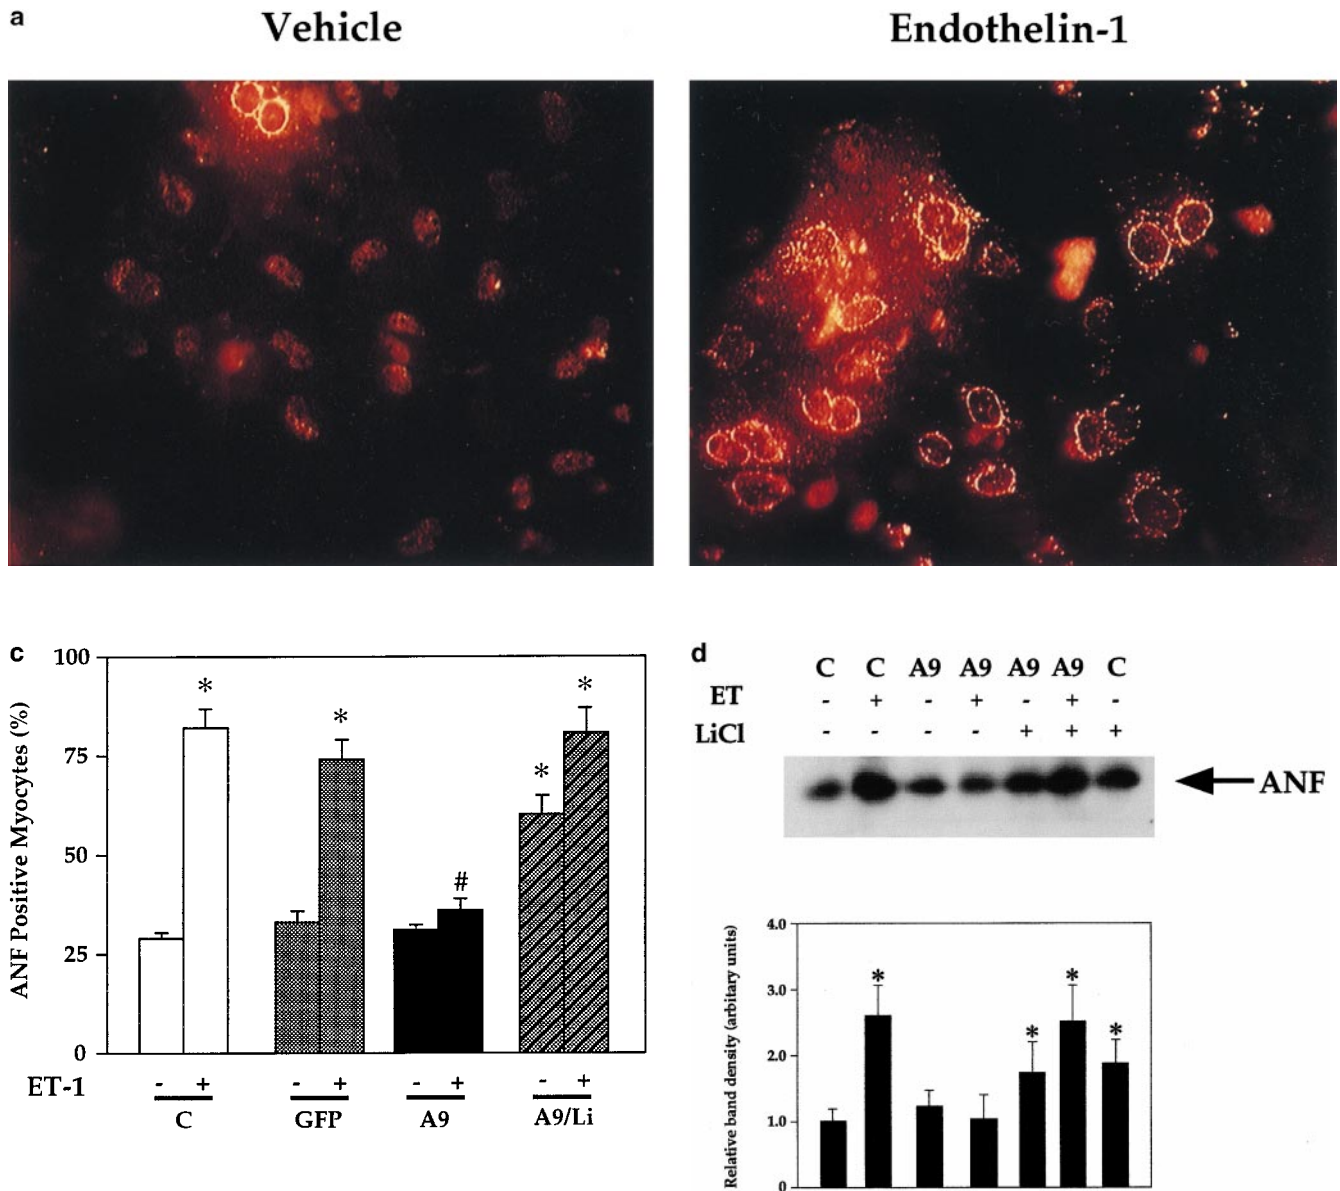 a
Vehicle
Endothelin-1
c
ANF Positive Myocytes (%)
100
75
50
25
0
*
*
#
*
*
ET-1 - + - + - + - +
C GFP A9 A9/Li
d
C C A9 A9 A9 A9 C
ET - + - + - + -
LiCl - - - - + + +
ANF
Relative band density (arbitary units)
4.0
3.0
2.0
1.0
0
*
*
*
*